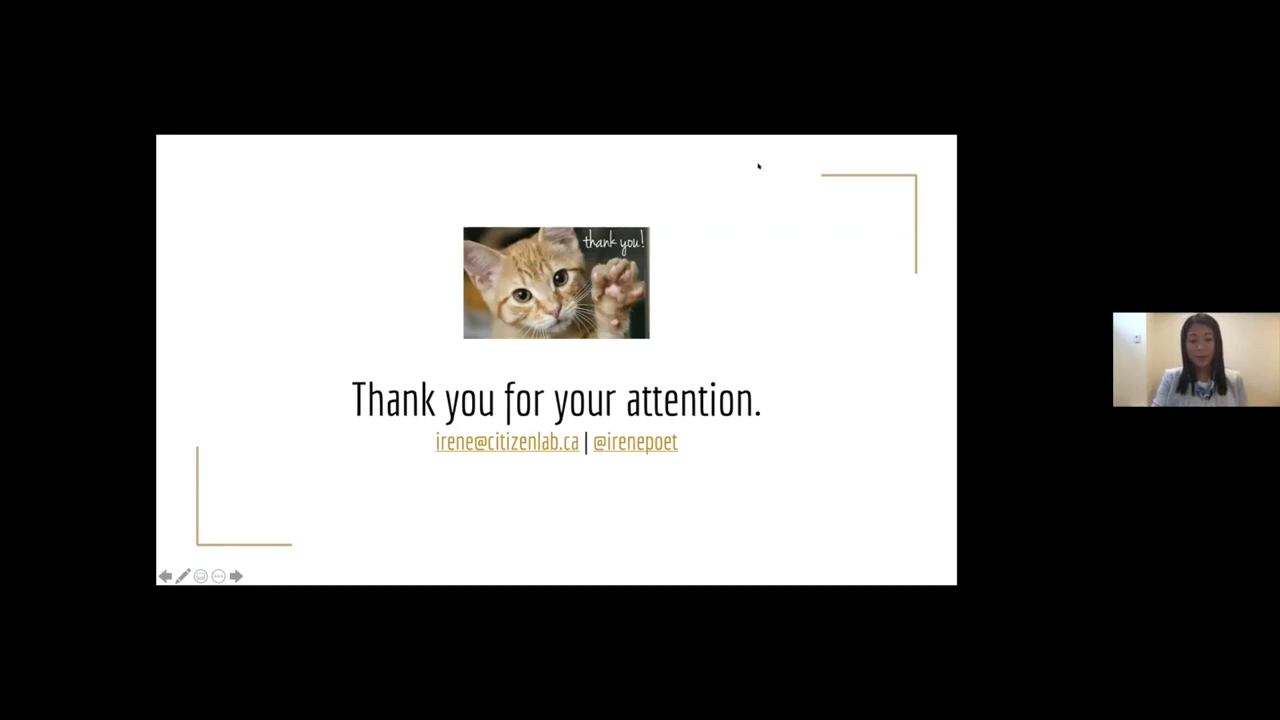 thank you!
Thank you for your attention.
irene@citizenlab.ca | @irenepoet